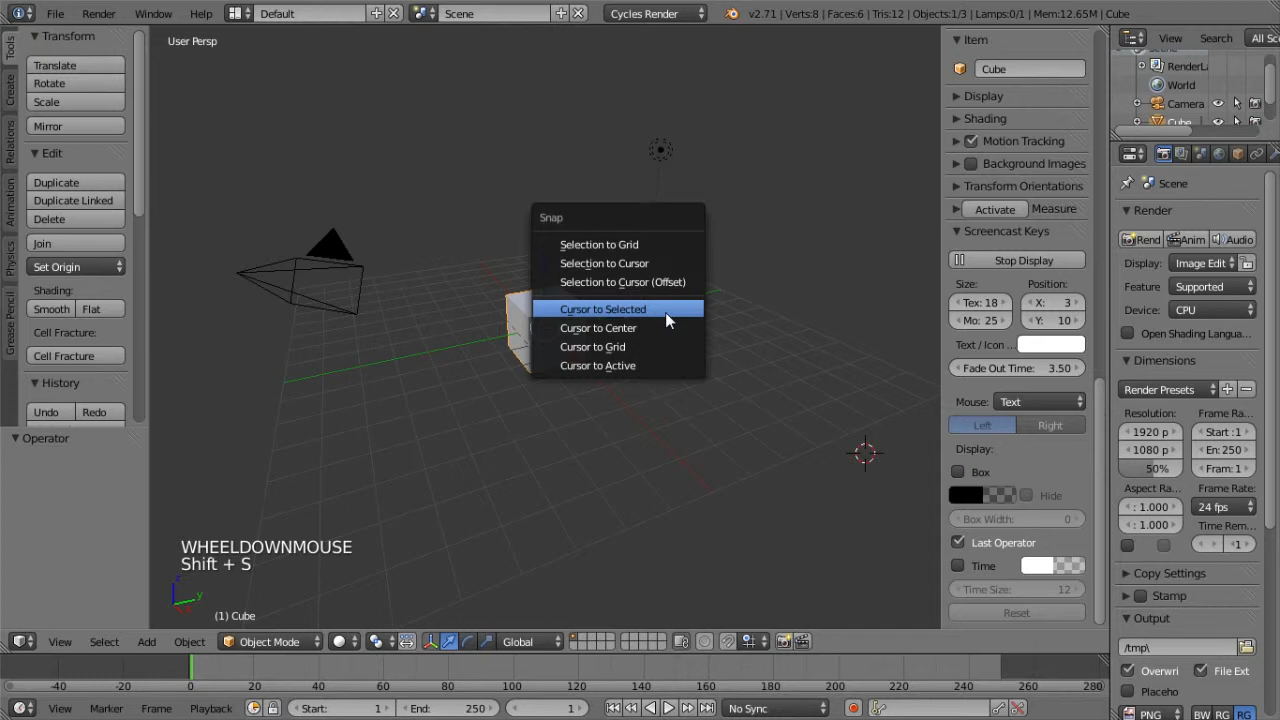 File Render Window Help Default Scene Cycles Render v2.71 | Verts:8 | Faces:6 | Tris:12 | Objects:1/3 | Lamps:0/1 | Mem:12.65M | Cube
Tools
Create
Relations
Animation
Physics
Grease Pencil
Transform
Translate
Rotate
Scale
Mirror
Edit
Duplicate
Duplicate Linked
Delete
Join
Set Origin
Shading:
Smooth Flat
Cell Fracture:
Cell Fracture
History
Undo Redo
Operator
User Persp
Snap
Selection to Grid
Selection to Cursor
Selection to Cursor (Offset)
Cursor to Selected
Cursor to Center
Cursor to Grid
Cursor to Active
WHEELDOWNMOUSE
Shift + S
z
y
(1) Cube
Item
Cube
Display
Shading
Motion Tracking
Background Images
Transform Orientations
Activate Measure
Screencast Keys
Stop Display
Size: Position:
Tex: 18 X: 3
Mo: 25 Y: 10
Text / Icon
Fade Out Time: 3.50
Mouse: Text
Left Right
Display:
Box
Hide
Box Width: 0
Last Operator
Time
Time Size: 12
Reset
View Search All Sc
Scene
RenderLa
World
Camera
Cube
Scene
Render
Rend Anim Audio
Display: Image Edit
Feature Supported
Device: CPU
Open Shading Langua
Dimensions
Render Presets
Resolution: Frame Ra...
1920 p Start :1
1080 p En: 250
50% Fram: 1
Aspect Ra... Frame Rate:
: 1.000 24 fps
: 1.000 Time Rem...
1
Copy Settings
Stamp
Output
/tmp\
Overwri File Ext
Placeho
PNG BW RG RG
View Select Add Object Object Mode Global
-40 -20 0 20 40 60 80 100 120 140 160 180 200 220 240 260 280
View Marker Frame Playback Start: 1 End: 250 1 No Sync